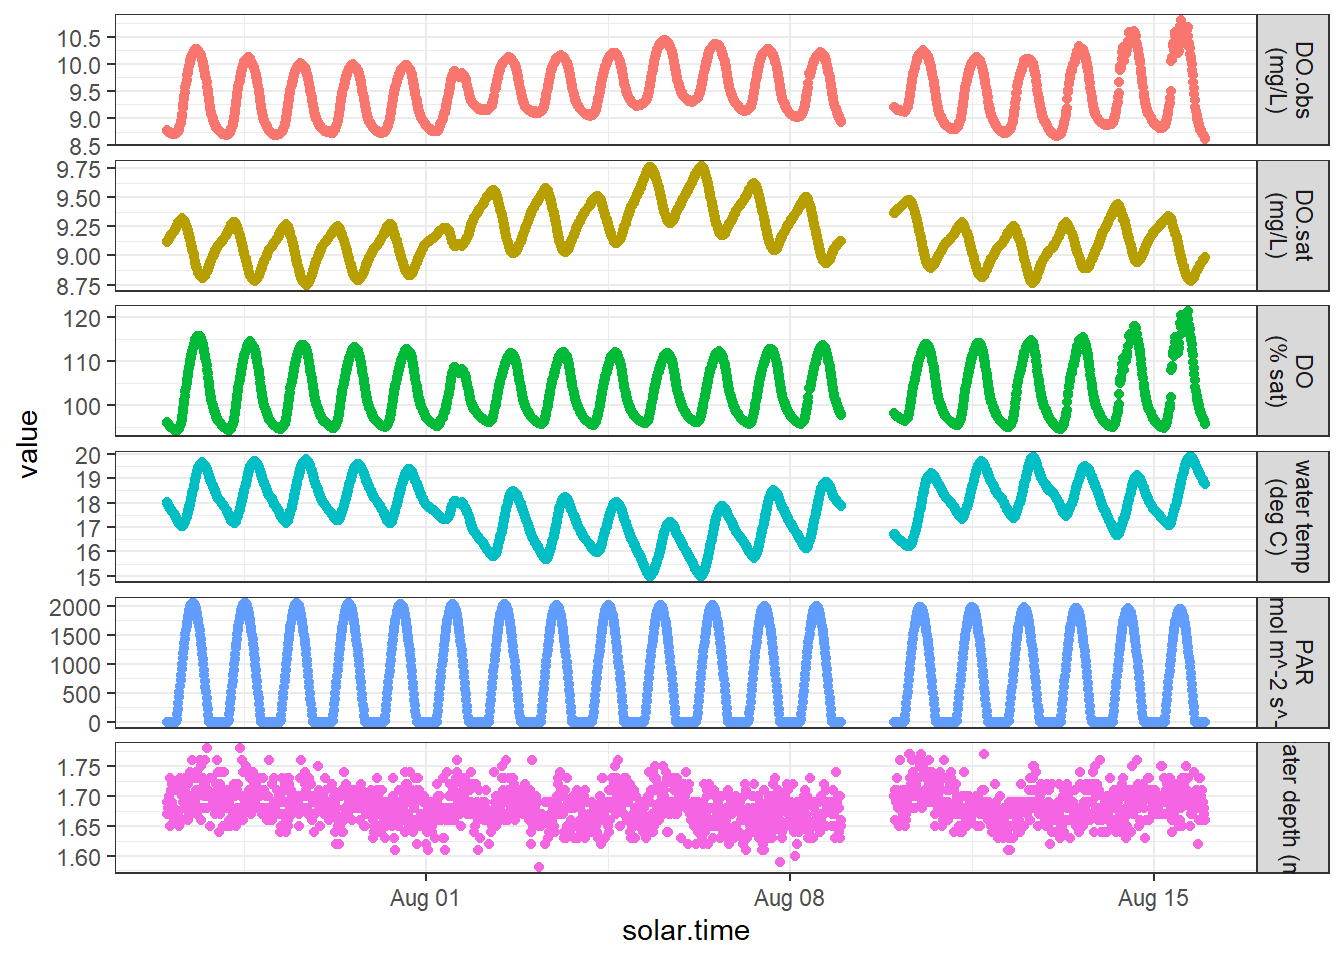 10.5
10.0
9.5
9.0
8.5
DO.obs
(mg/L)
9.75
9.50
9.25
9.00
8.75
DO.sat
(mg/L)
120
110
100
DO
(% sat)
20
19
18
17
16
15
water temp
(deg C)
2000
1500
1000
500
0
PAR
mol m^-2 s^-
1.75
1.70
1.65
1.60
ater depth (m
value
Aug 01
Aug 08
Aug 15
solar.time